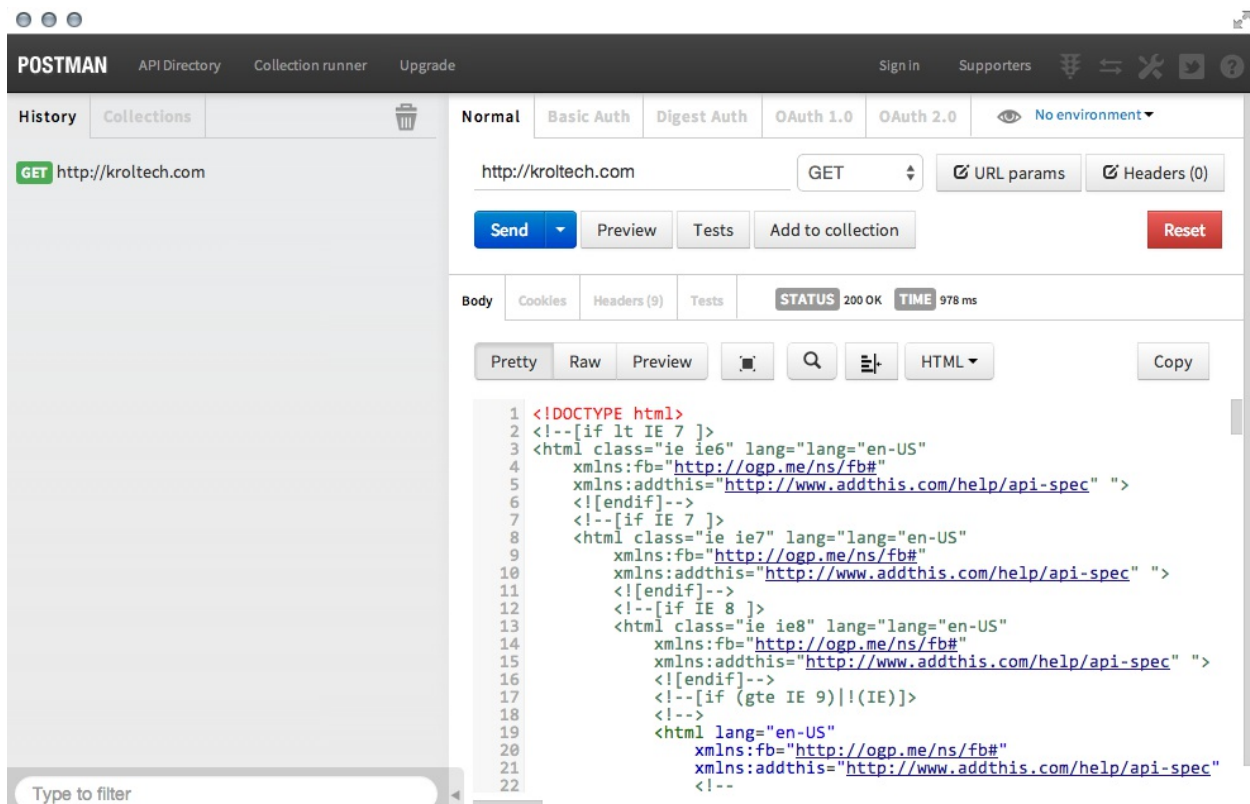 POSTMAN API Directory Collection runner Upgrade Sign in Supporters
History Collections
GET http://kroltech.com
Type to filter
Normal Basic Auth Digest Auth OAuth 1.0 OAuth 2.0 No environment
http://kroltech.com GET URL params Headers (0)
Send Preview Tests Add to collection Reset
Body Cookies Headers (9) Tests STATUS 200 OK TIME 978 ms
Pretty Raw Preview HTML Copy
1 <!DOCTYPE html>
2 <!--[if lt IE 7 ]>
3 <html class="ie ie6" lang="lang="en-US"
4 xmlns:fb="http://ogp.me/ns/fb#"
5 xmlns:addthis="http://www.addthis.com/help/api-spec" ">
6 <![endif]-->
7 <!--[if IE 7 ]>
8 <html class="ie ie7" lang="lang="en-US"
9 xmlns:fb="http://ogp.me/ns/fb#"
10 xmlns:addthis="http://www.addthis.com/help/api-spec" ">
11 <![endif]-->
12 <!--[if IE 8 ]>
13 <html class="ie ie8" lang="lang="en-US"
14 xmlns:fb="http://ogp.me/ns/fb#"
15 xmlns:addthis="http://www.addthis.com/help/api-spec" ">
16 <![endif]-->
17 <!--[if (gte IE 9)|!(IE)]>
18 <!-->
19 <html lang="en-US"
20 xmlns:fb="http://ogp.me/ns/fb#"
21 xmlns:addthis="http://www.addthis.com/help/api-spec"
22 <!--